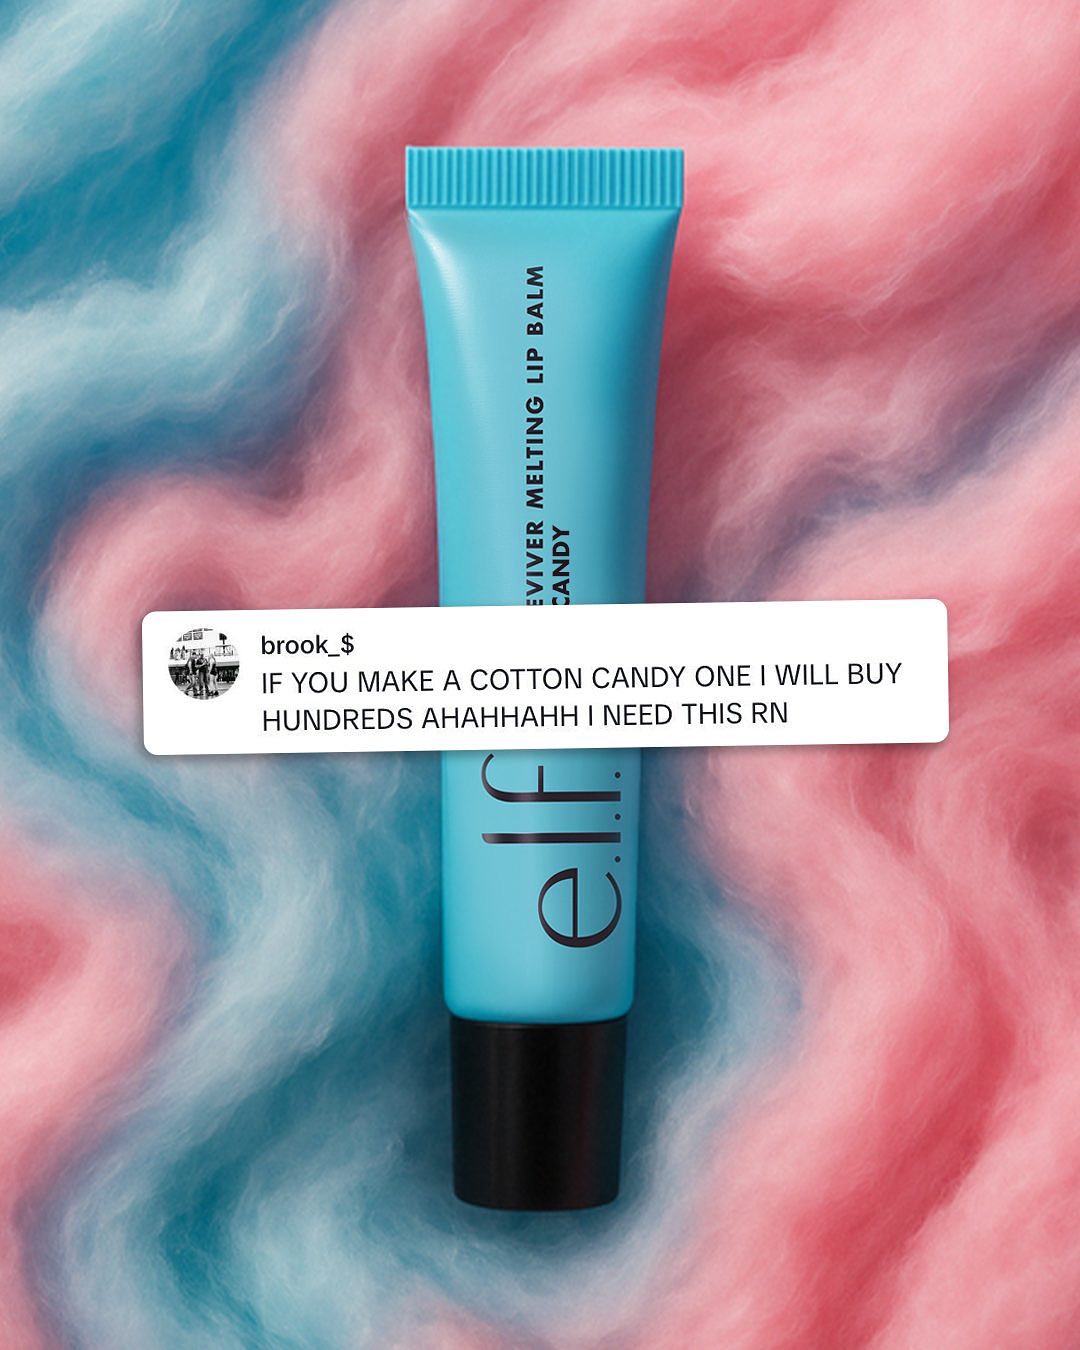 EVIVER MELTING LIP BALM
CANDY
brook_$
IF YOU MAKE A COTTON CANDY ONE I WILL BUY
HUNDREDS AHAHHAHH I NEED THIS RN
e.l.f.